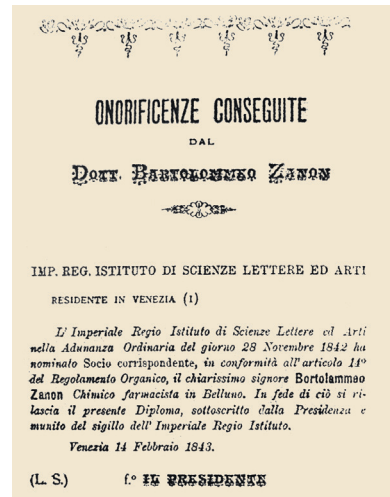 ONORIFICENZE CONSEGUITE
DAL
DOTT. BARTOLOMMEO ZANON
IMP. REG. ISTITUTO DI SCIENZE LETTERE ED ARTI
RESIDENTE IN VENEZIA (I)
L'Imperiale Regio Istituto di Scienze Lettere ed Arti
nella Adunanza Ordinaria del giorno 28 Novembre 1842 ha
nominato Socio corrispondente, in conformità all'articolo 14º
del Regolamento Organico, il chiarissimo signore Bortolammeo
Zanon Chimico farmacista in Belluno. In fede di ciò si ri-
lascia il presente Diploma, sottoscritto dalla Presidenza e
munito del sigillo dell'Imperiale Regio Istituto.
Venezia 14 Febbraio 1843.
(L. S.) f.º IL PRESIDENTE